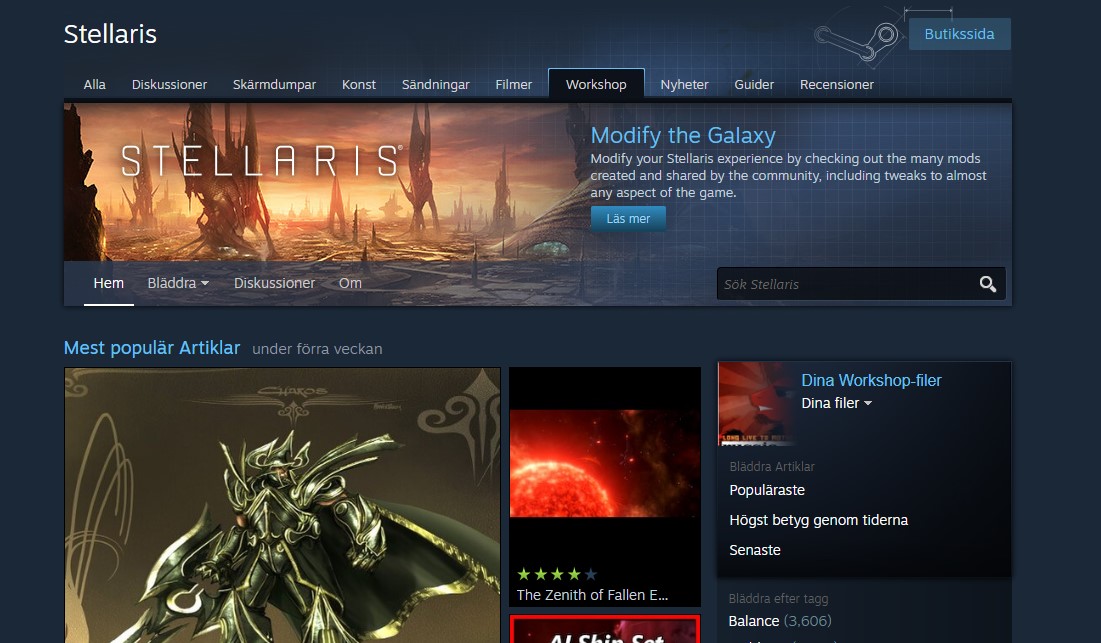 Stellaris
Butikssida
Alla Diskussioner Skärmdumpar Konst Sändningar Filmer Workshop Nyheter Guider Recensioner
STELLARIS®
Modify the Galaxy
Modify your Stellaris experience by checking out the many mods
created and shared by the community, including tweaks to almost
any aspect of the game.
Läs mer
Hem Bläddra Diskussioner Om
Sök Stellaris
Mest populär Artiklar under förra veckan
CHAROS
The Zenith of Fallen E...
AI Ship Set
Dina Workshop-filer
Dina filer
LONG LIVE TO
Bläddra Artiklar
Populäraste
Högst betyg genom tiderna
Senaste
Bläddra efter tagg
Balance (3,606)